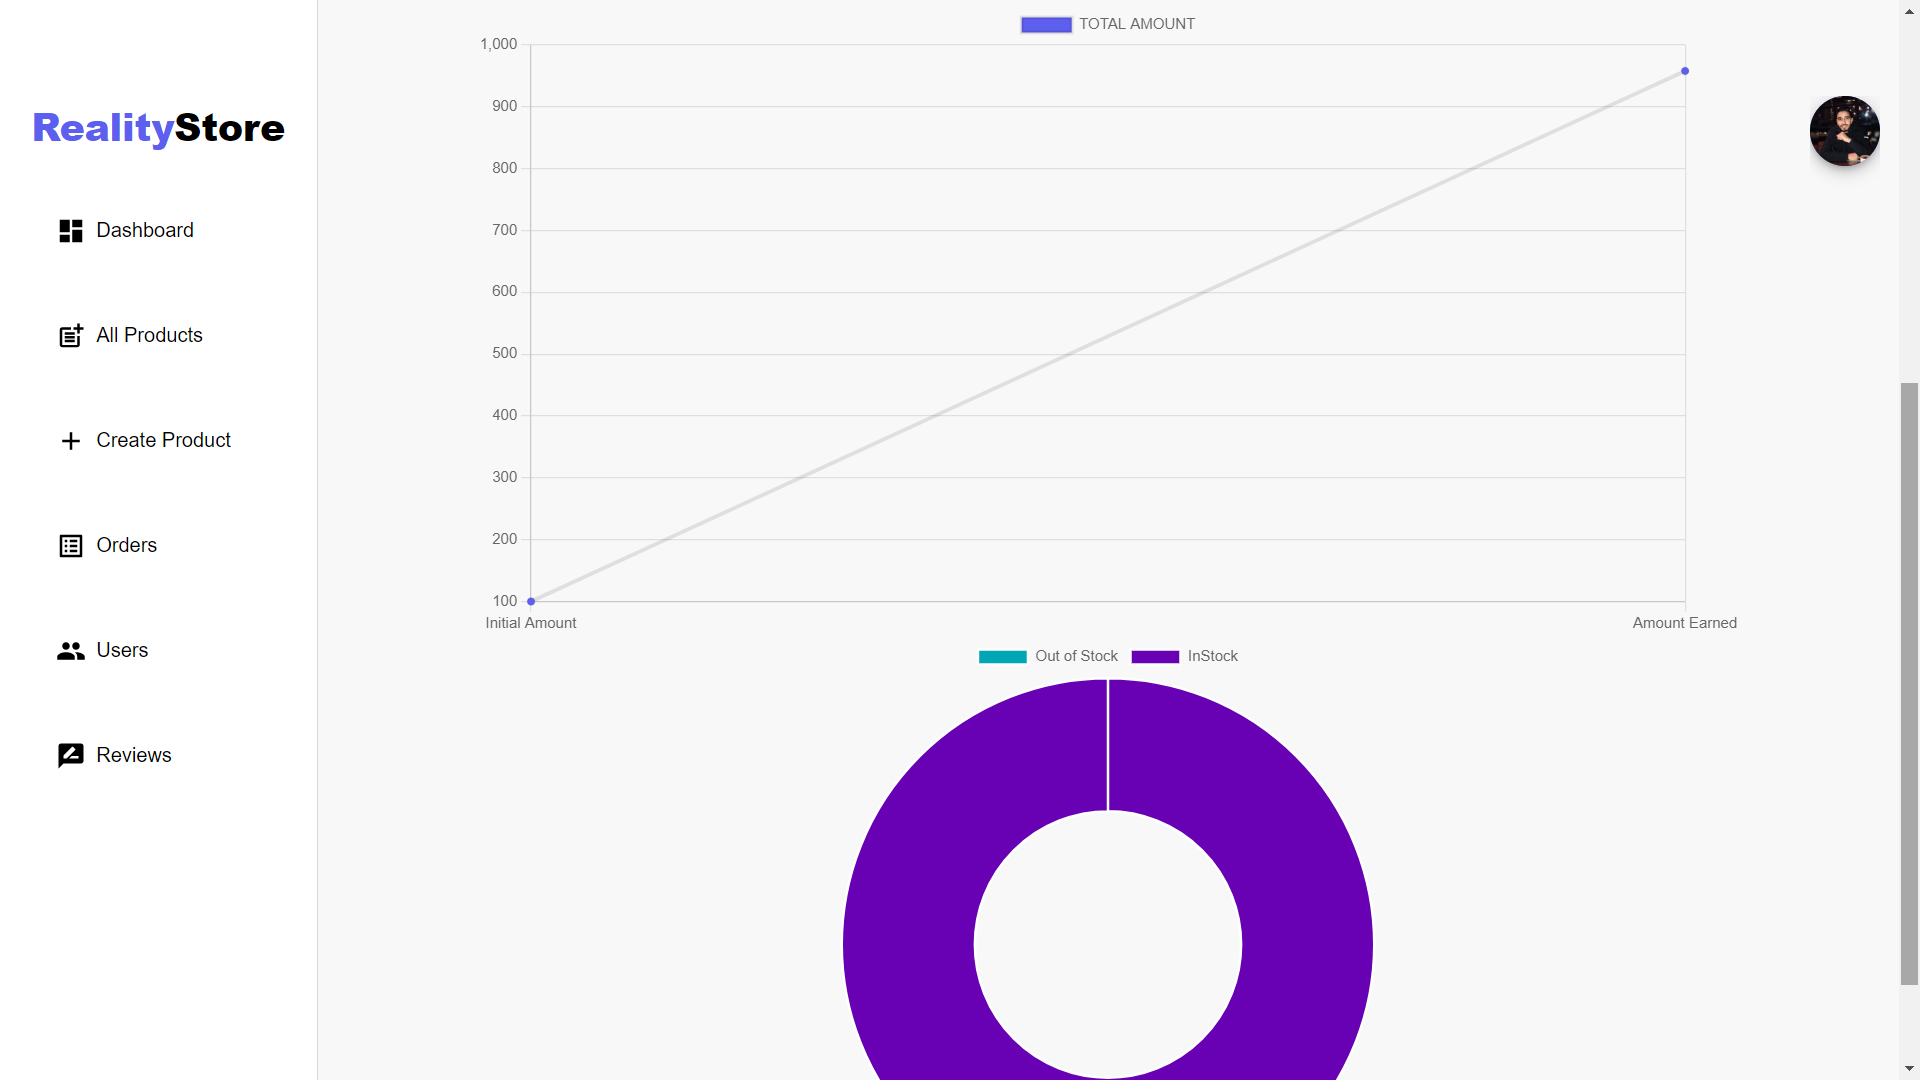 RealityStore
Dashboard
All Products
Create Product
Orders
Users
Reviews
TOTAL AMOUNT
1,000
900
800
700
600
500
400
300
200
100
Initial Amount
Amount Earned
Out of Stock
InStock